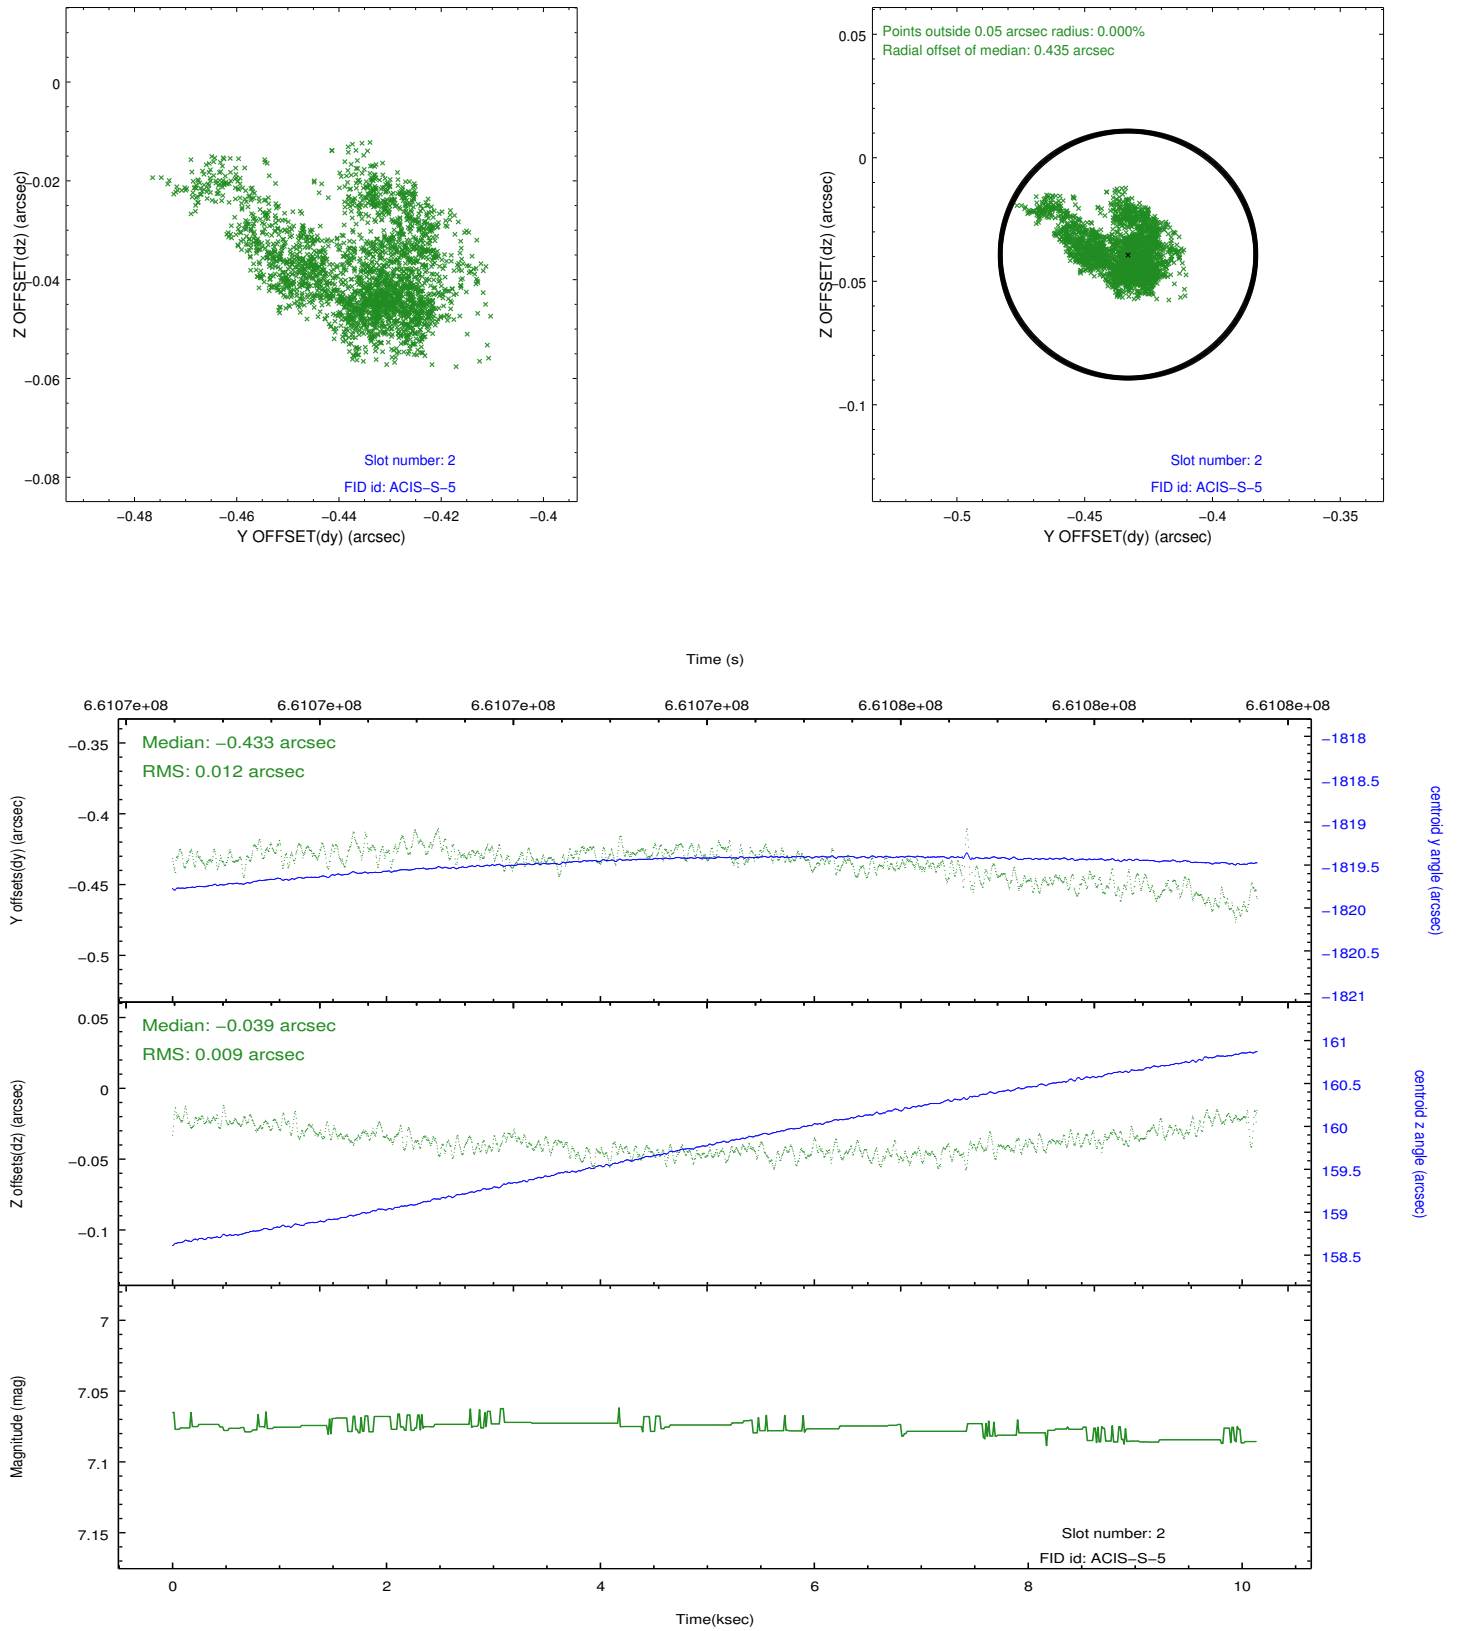 0
−0.02
−0.04
−0.06
−0.08
Z OFFSET(dz) (arcsec)
Slot number: 2
FID id: ACIS−S−5
−0.48
−0.46
−0.44
−0.42
−0.4
Y OFFSET(dy) (arcsec)
Points outside 0.05 arcsec radius: 0.000%
Radial offset of median: 0.435 arcsec
0.05
0
−0.05
−0.1
Z OFFSET(dz) (arcsec)
Slot number: 2
FID id: ACIS−S−5
−0.5
−0.45
−0.4
−0.35
Y OFFSET(dy) (arcsec)
Time (s)
6.6107e+08
6.6107e+08
6.6107e+08
6.6107e+08
6.6108e+08
6.6108e+08
6.6108e+08
Median: −0.433 arcsec
RMS: 0.012 arcsec
−0.35
−0.4
−0.45
−0.5
Y offsets(dy) (arcsec)
−1818
−1818.5
−1819
−1819.5
−1820
−1820.5
−1821
centroid y angle (arcsec)
Median: −0.039 arcsec
RMS: 0.009 arcsec
0.05
0
−0.05
−0.1
Z offsets(dz) (arcsec)
161
160.5
160
159.5
159
158.5
centroid z angle (arcsec)
7
7.05
7.1
7.15
Magnitude (mag)
Slot number: 2
FID id: ACIS−S−5
0
2
4
6
8
10
Time(ksec)